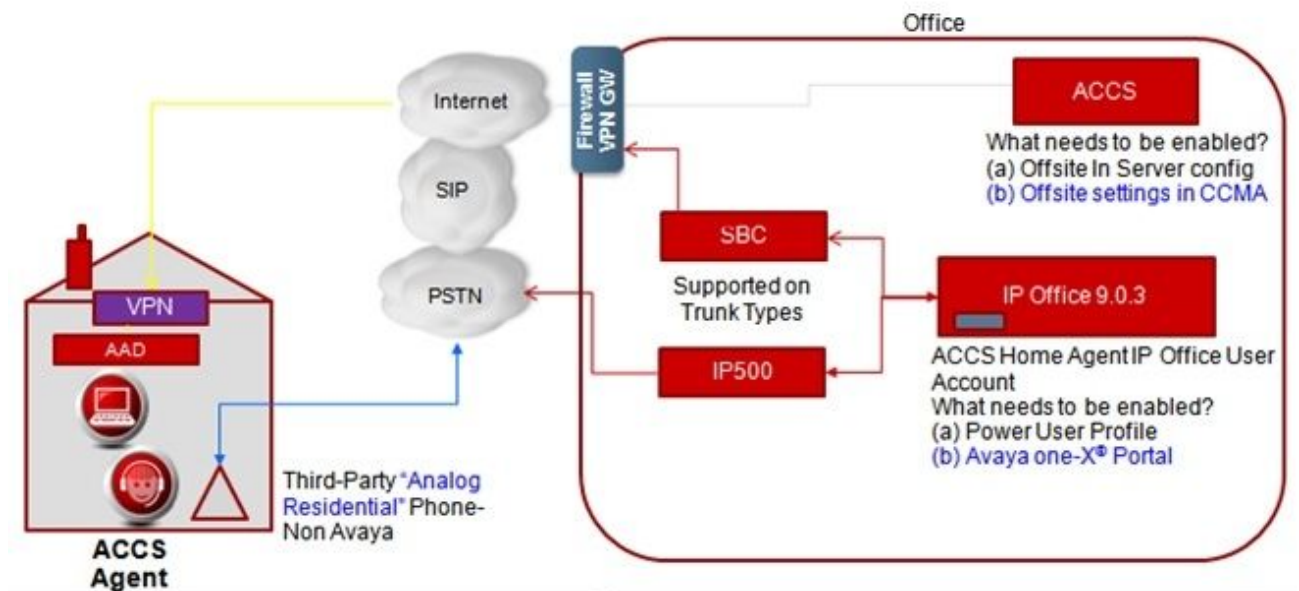 Office
Internet
SIP
PSTN
Firewall
VPN GW
ACCS
What needs to be enabled?
(a) Offsite In Server config
(b) Offsite settings in CCMA
SBC
Supported on
Trunk Types
IP500
IP Office 9.0.3
ACCS Home Agent IP Office User
Account
What needs to be enabled?
(a) Power User Profile
(b) Avaya one-X® Portal
VPN
AAD
Third-Party “Analog
Residential” Phone-
Non Avaya
ACCS
Agent